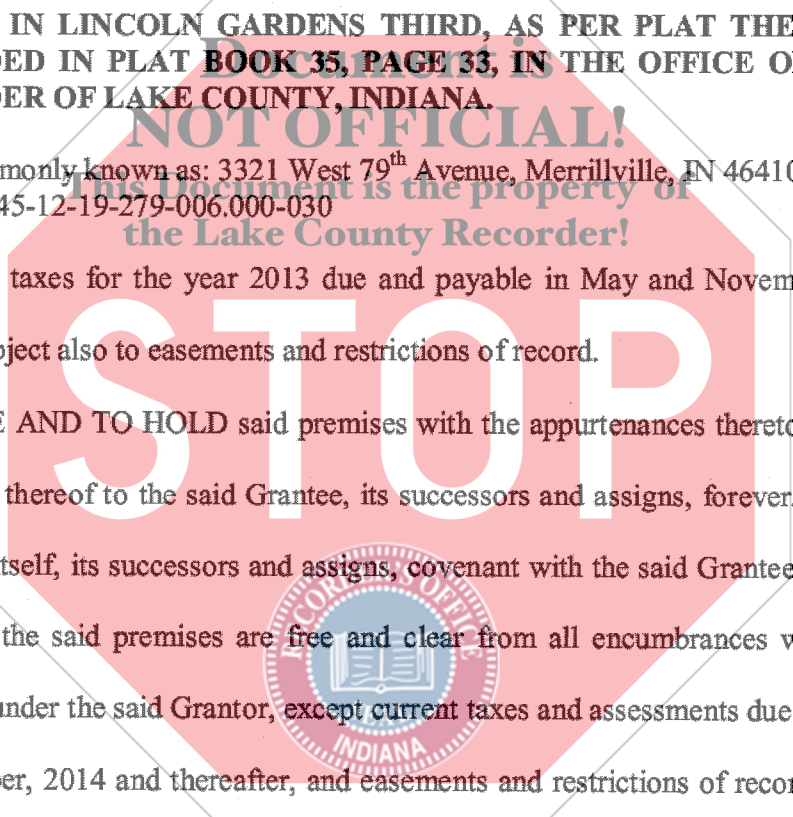 IN LINCOLN GARDENS THIRD, AS PER PLAT THE
DED IN PLAT BOOK 35, PAGE 33, IN THE OFFICE O
Document is
DER OF LAKE COUNTY, INDIANA.
NOT OFFICIAL!
monly known as: 3321 West 79th Avenue, Merrillville, IN 46410
This Document is the property of
45-12-19-279-006.000-030
the Lake County Recorder!
taxes for the year 2013 due and payable in May and Novem
STOP
ject also to easements and restrictions of record.
E AND TO HOLD said premises with the appurtenances thereto
thereof to the said Grantee, its successors and assigns, forever.
tself, its successors and assigns, covenant with the said Grantee
the said premises are free and clear from all encumbrances w
under the said Grantor, except current taxes and assessments due
ber, 2014 and thereafter, and easements and restrictions of recor
RECORDER'S OFFICE
INDIANA